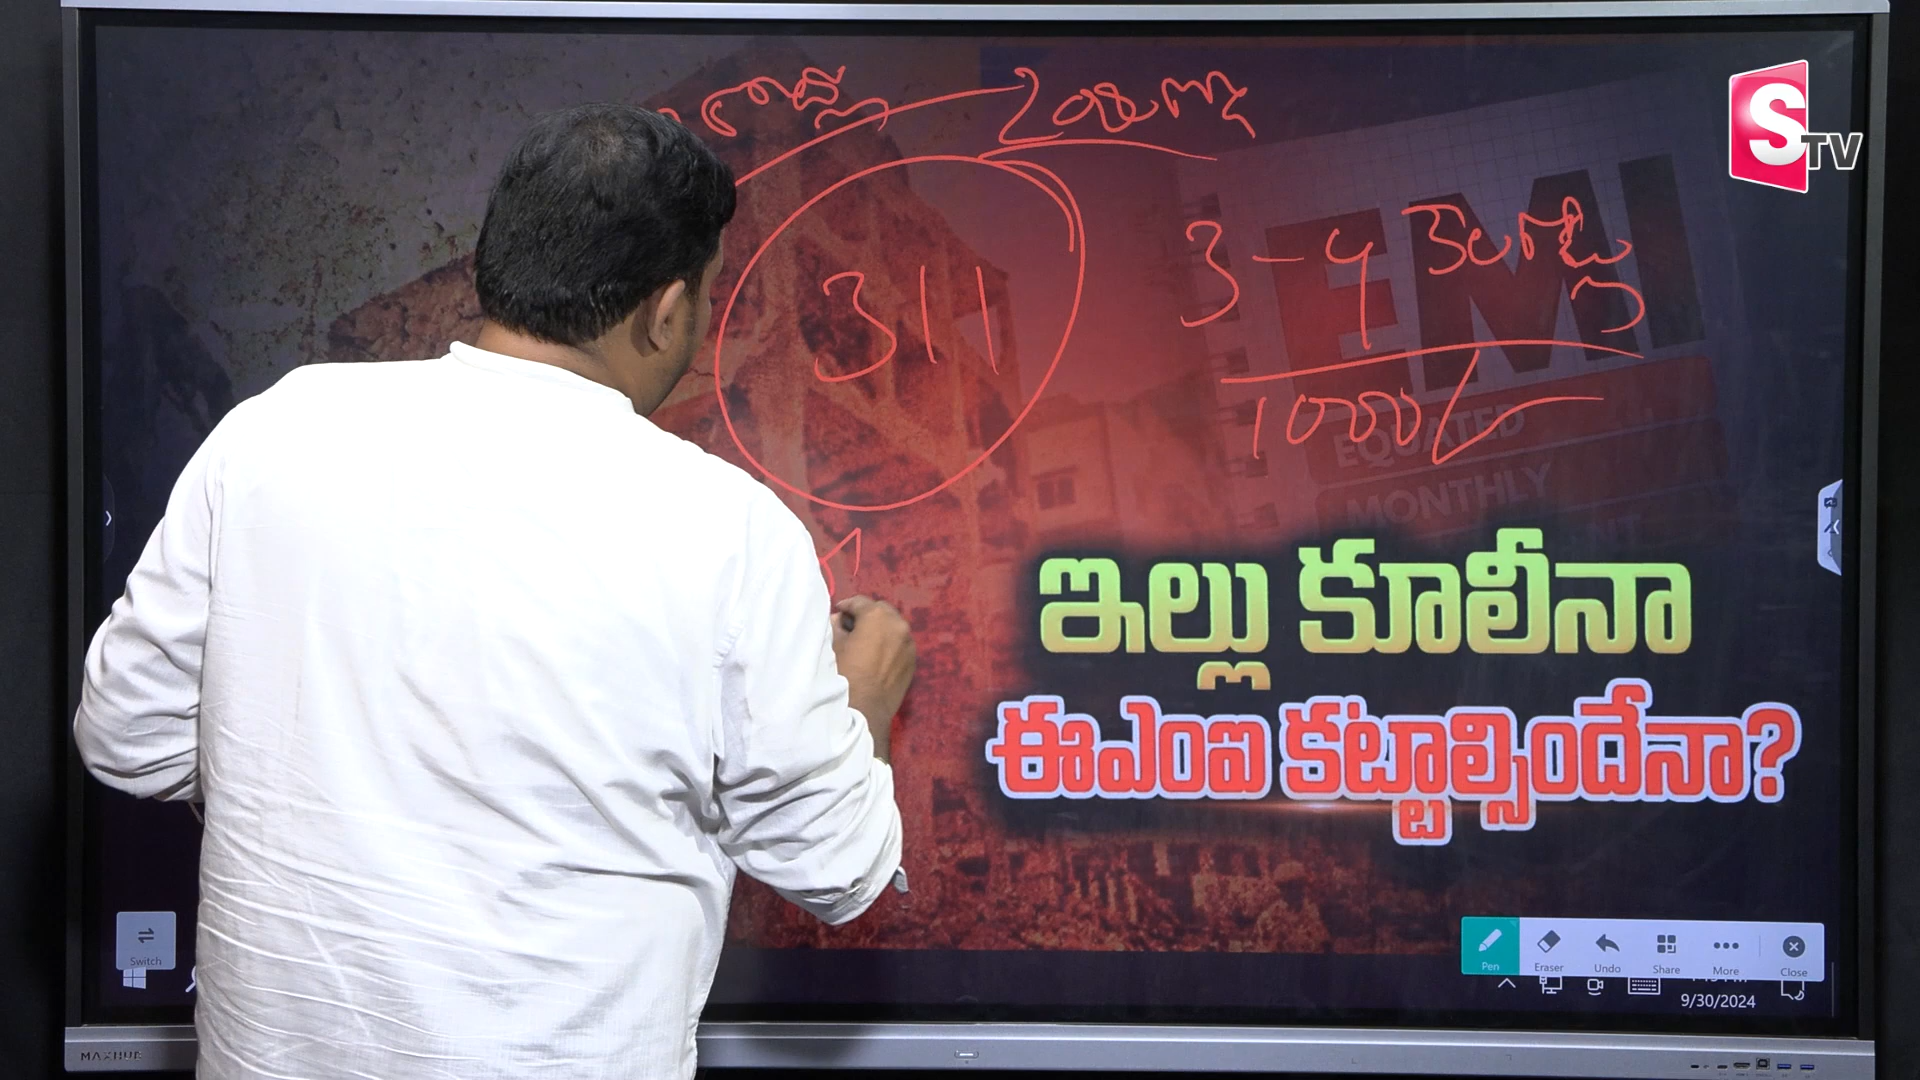 S TV
311
3-4
1000/-
EMI
EQUATED
MONTHLY
ఇల్లు కూలీనా
ఈఎంఐ కట్టాల్సిందేనా?
Switch
Pen Eraser Undo Share More Close
9/30/2024
MAXHUB